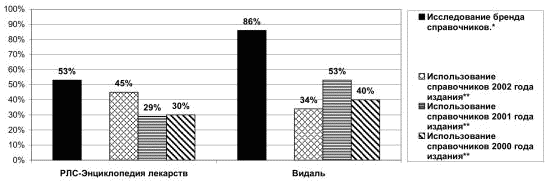 100%
90%
80%
70%
60%
50%
40%
30%
20%
10%
0%
53%
45%
29%
30%
86%
34%
53%
40%
РЛС-Энциклопедия лекарств
Видаль
Исследование бренда
справочников.*
Использование
справочников 2002 года
издания**
Использование
справочников 2001 года
издания**
Использование
справочников 2000 года
издания**